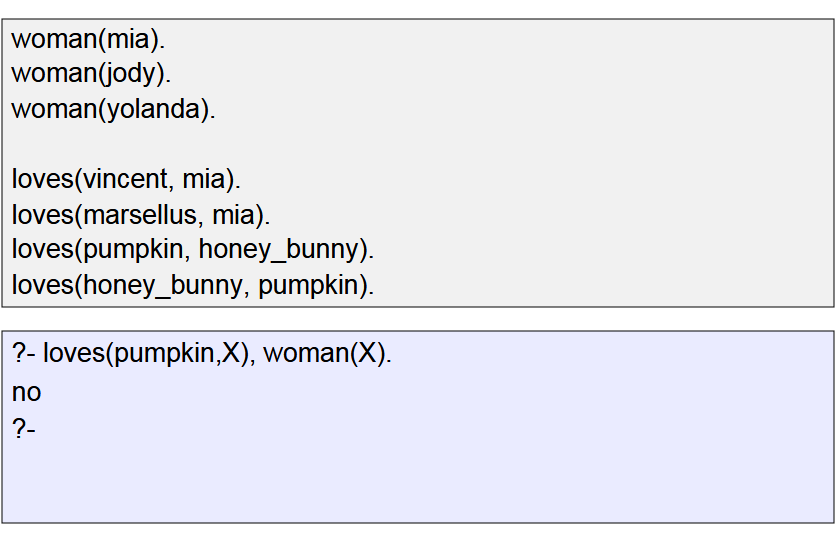 woman(mia).
woman(jody).
woman(yolanda).
loves(vincent, mia).
loves(marsellus, mia).
loves(pumpkin, honey_bunny).
loves(honey_bunny, pumpkin).
?- loves(pumpkin,X), woman(X).
no
?-